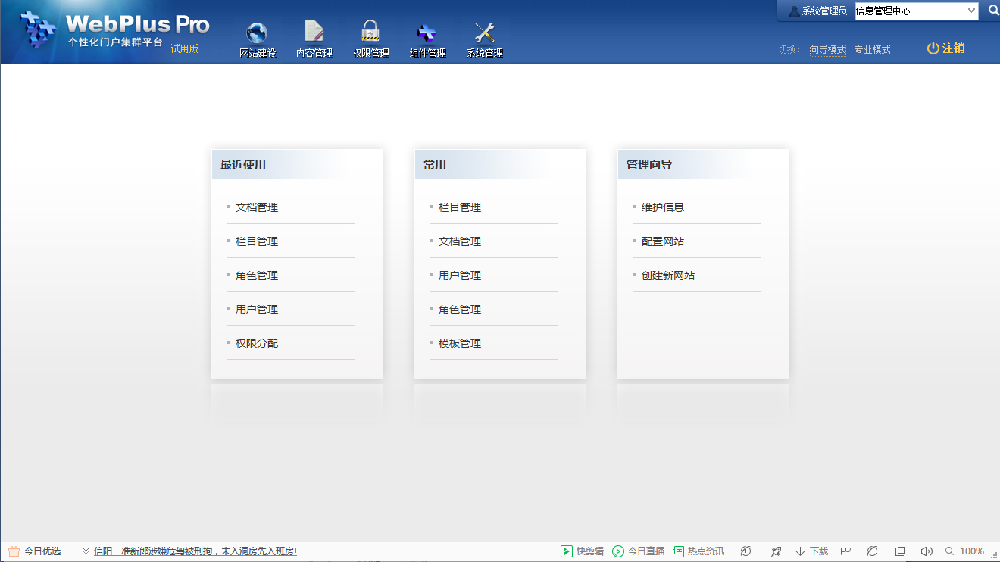 WebPlus Pro
个性化门户集群平台 试用版
网站建设 内容管理 权限管理 组件管理 系统管理
系统管理员 信息管理中心
切换： 向导模式 专业模式 注销
最近使用
文档管理
栏目管理
角色管理
用户管理
权限分配
常用
栏目管理
文档管理
用户管理
角色管理
模板管理
管理向导
维护信息
配置网站
创建新网站
今日优选 信阳一准新郎涉嫌危驾被刑拘，未入洞房先入班房! 快剪辑 今日直播 热点资讯 下载 100%